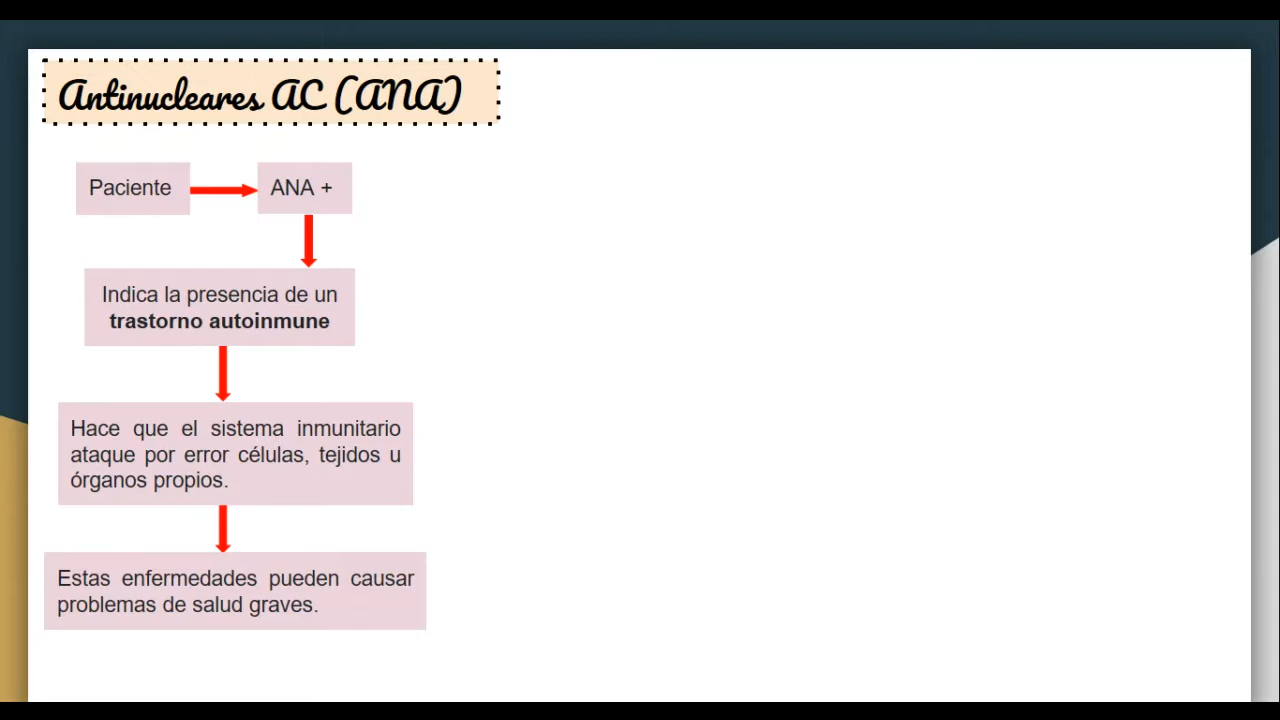 Antinucleares AC (ANA)
Paciente
ANA +
Indica la presencia de un
trastorno autoinmune
Hace que el sistema inmunitario
ataque por error células, tejidos u
órganos propios.
Estas enfermedades pueden causar
problemas de salud graves.